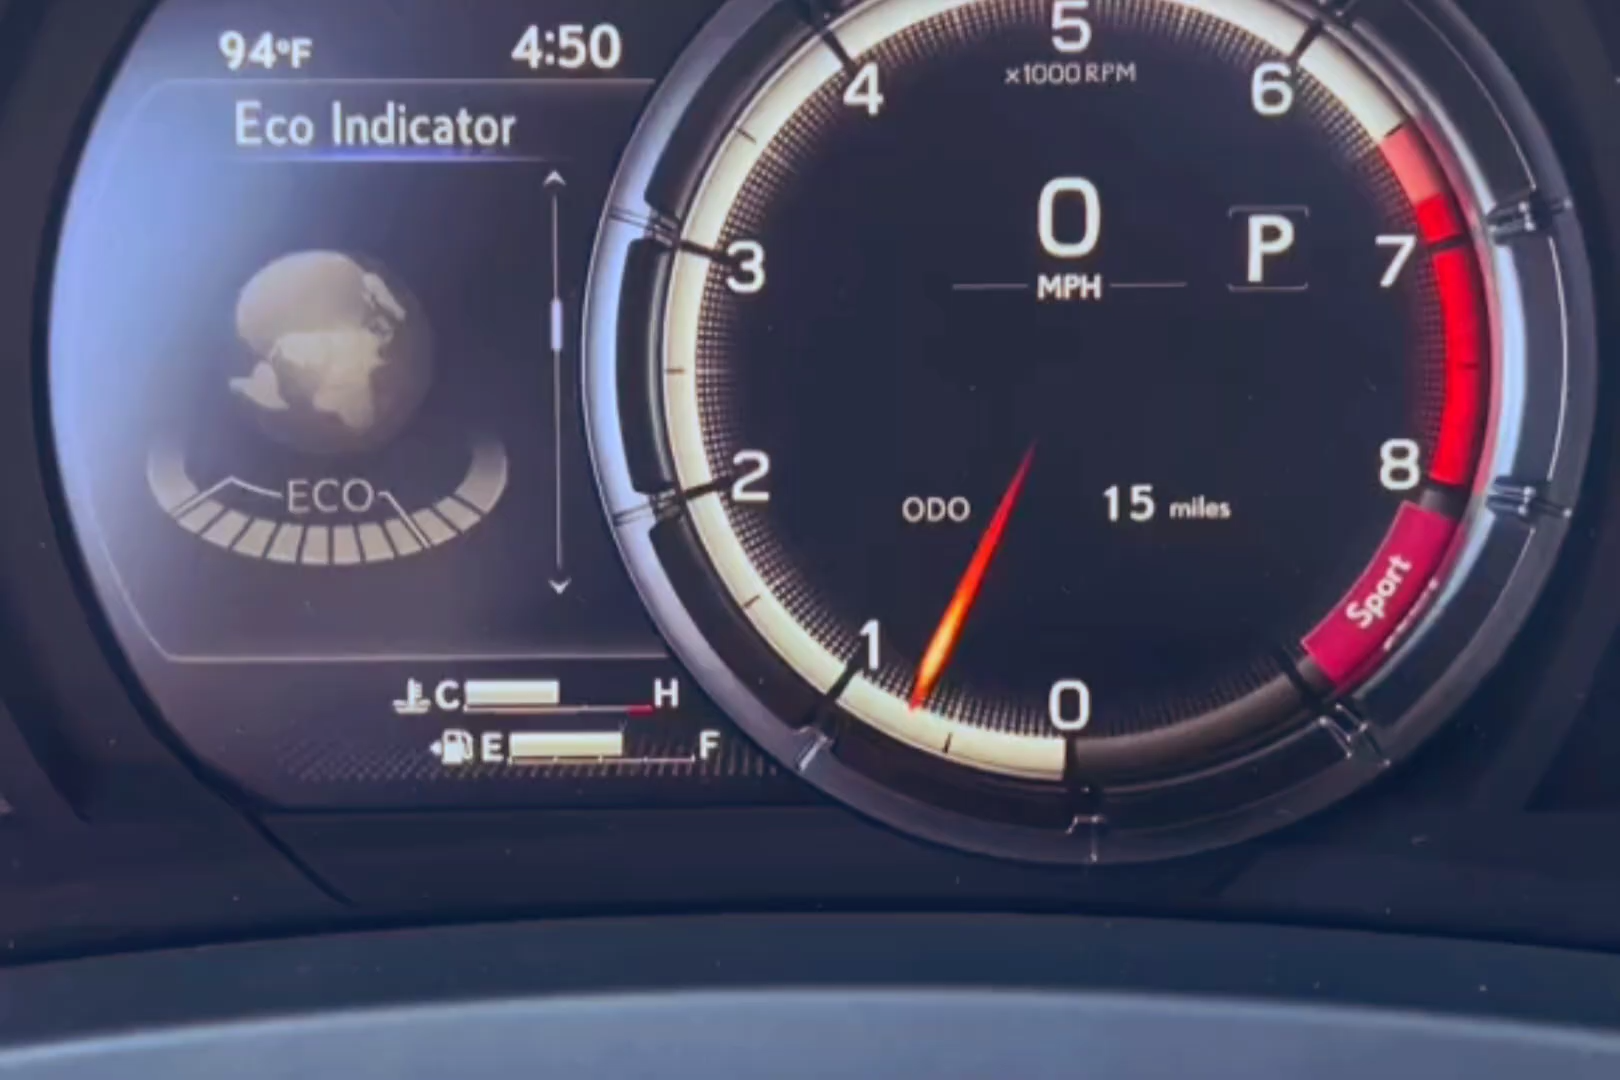 94°F 4:50
Eco Indicator
ECO
C H
E F
0
1
2
3
4
5
6
7
8
x1000 RPM
0
MPH
P
ODO 15 miles
Sport